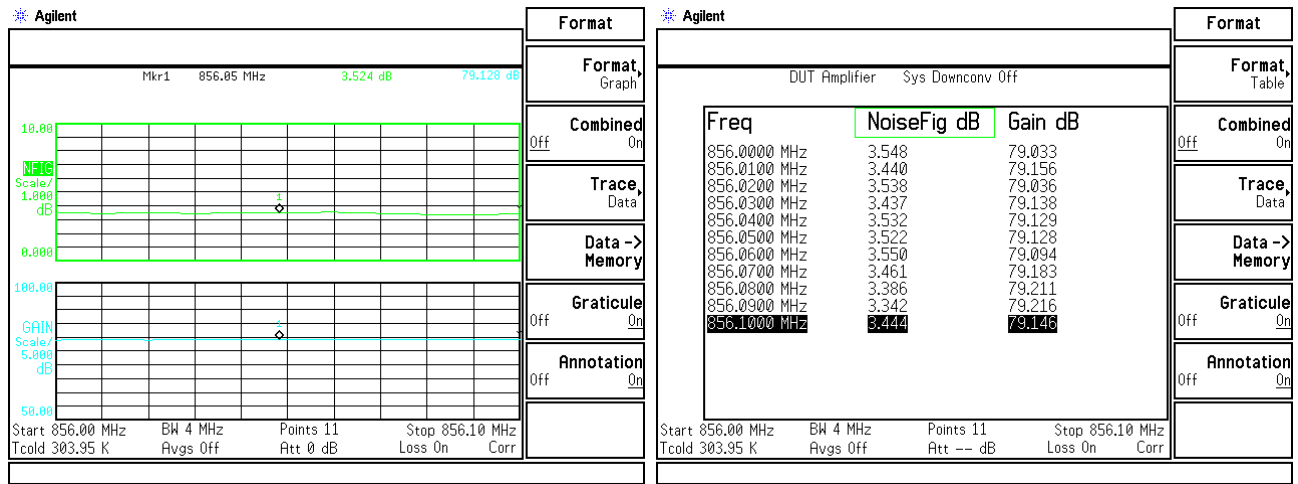 Agilent
Format
Mkr1 856.05 MHz 3.524 dB 79.128 dB
Format
Graph
10.00
Combined
Off On
NFIG
Scale/
1.000
dB
1
Trace
Data
0.000
Data ->
Memory
100.00
Graticule
Off On
GAIN
Scale/
5.000
dB
1
Annotation
Off On
50.00
Start 856.00 MHz BW 4 MHz Points 11 Stop 856.10 MHz
Tcold 303.95 K Avgs Off Att 0 dB Loss On Corr
Agilent
Format
DUT Amplifier Sys Downconv Off
Format
Table
Freq NoiseFig dB Gain dB
856.0000 MHz 3.548 79.033
856.0100 MHz 3.440 79.156
856.0200 MHz 3.538 79.036
856.0300 MHz 3.437 79.138
856.0400 MHz 3.532 79.129
856.0500 MHz 3.522 79.128
856.0600 MHz 3.550 79.094
856.0700 MHz 3.461 79.183
856.0800 MHz 3.386 79.211
856.0900 MHz 3.342 79.216
856.1000 MHz 3.444 79.146
Combined
Off On
Trace
Data
Data ->
Memory
Graticule
Off On
Annotation
Off On
Start 856.00 MHz BW 4 MHz Points 11 Stop 856.10 MHz
Tcold 303.95 K Avgs Off Att -- dB Loss On Corr